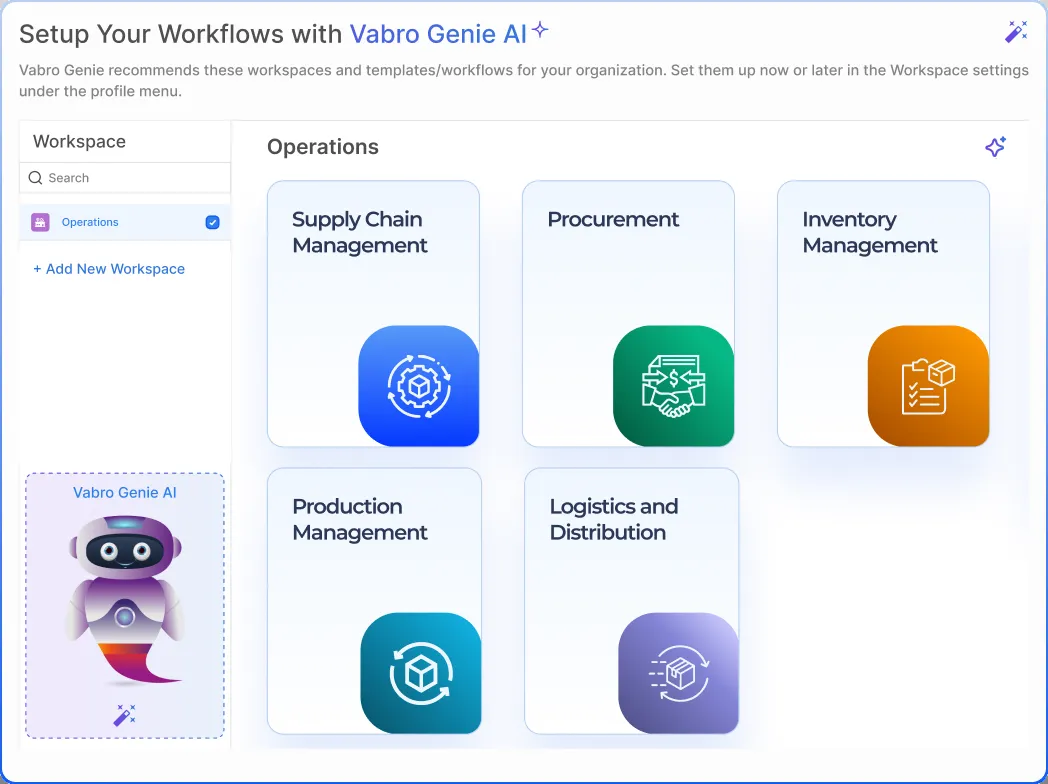 Setup Your Workflows with Vabro Genie AI
Vabro Genie recommends these workspaces and templates/workflows for your organization. Set them up now or later in the Workspace settings
under the profile menu.
Workspace
Search
Operations
+ Add New Workspace
Vabro Genie AI
Operations
Supply Chain
Management
Procurement
Inventory
Management
Production
Management
Logistics and
Distribution